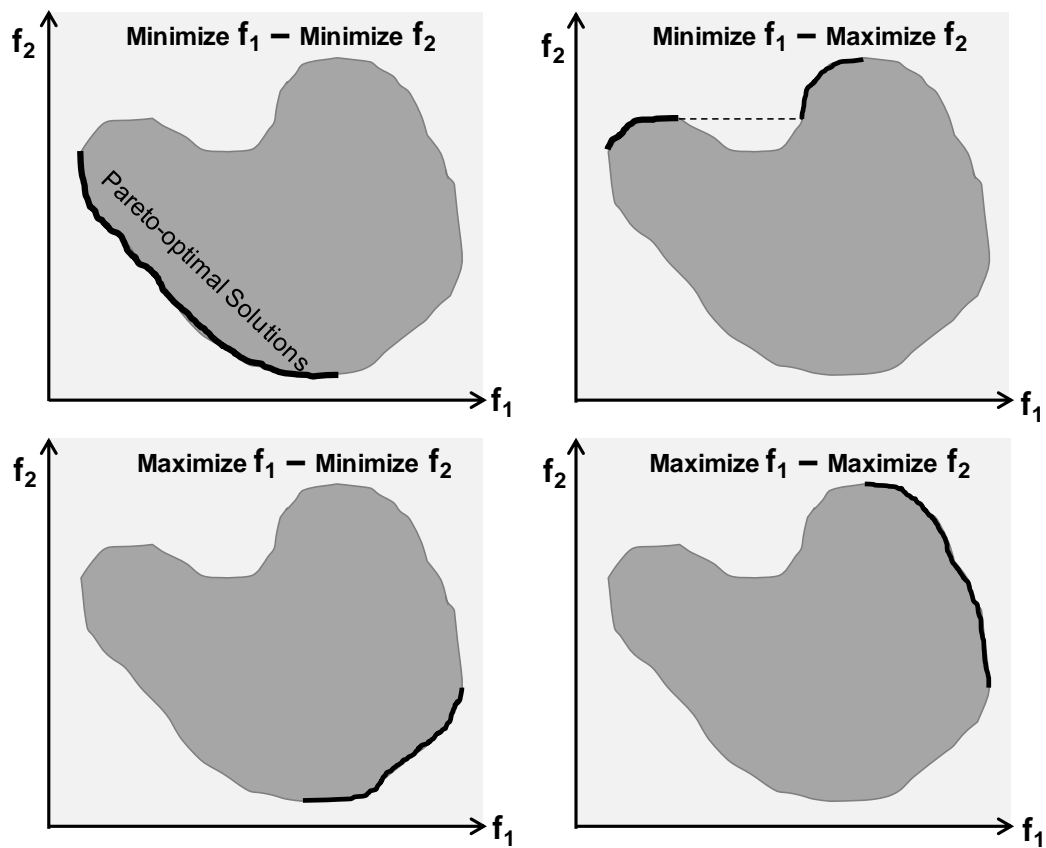 Minimize f₁ – Minimize f₂
f₂
Pareto-optimal Solutions
f₁
Minimize f₁ – Maximize f₂
f₂
f₁
Maximize f₁ – Minimize f₂
f₂
f₁
Maximize f₁ – Maximize f₂
f₂
f₁